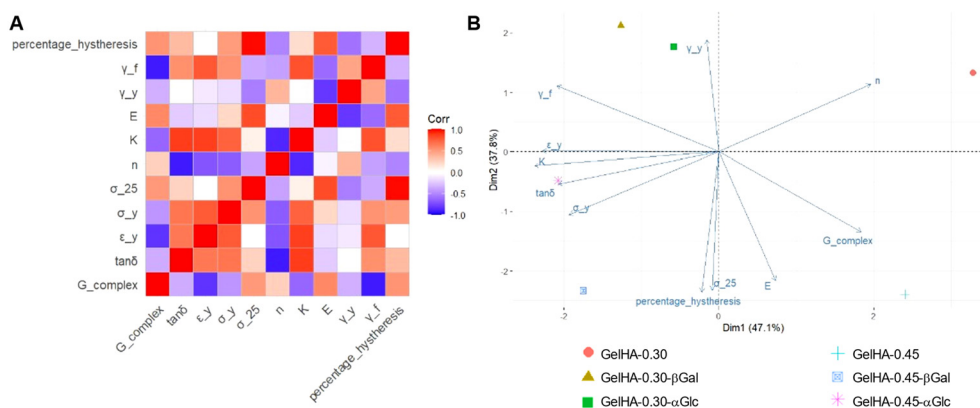 A
percentage_hystheresis
γ_f
γ_y
E
K
n
σ_25
σ_y
ε_y
tanδ
G_complex
G_complex
tanδ
ε_y
σ_y
σ_25
n
K
E
γ_y
γ_f
percentage_hystheresis
Corr
1.0
0.5
0.0
-0.5
-1.0
B
Dim2 (37.8%)
2
1
0
-1
-2
γ_y
n
γ_f
ε_y
K
tanδ
σ_y
G_complex
σ_25
E
percentage_hystheresis
-2
0
2
Dim1 (47.1%)
GelHA-0.30
GelHA-0.45
GelHA-0.30-βGal
GelHA-0.45-βGal
GelHA-0.30-αGlc
GelHA-0.45-αGlc